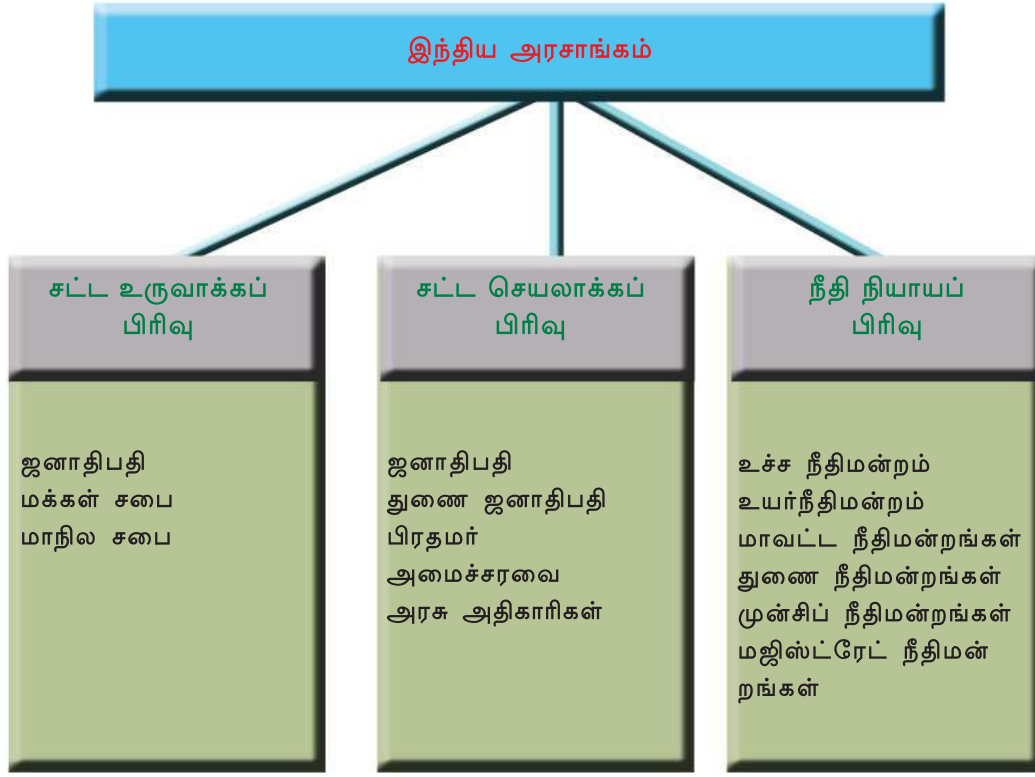 இந்திய அரசாங்கம்
சட்ட உருவாக்கப்
பிரிவு
ஜனாதிபதி
மக்கள் சபை
மாநில சபை
சட்ட செயலாக்கப்
பிரிவு
ஜனாதிபதி
துணை ஜனாதிபதி
பிரதமர்
அமைச்சரவை
அரசு அதிகாரிகள்
நீதி நியாயப்
பிரிவு
உச்ச நீதிமன்றம்
உயர்நீதிமன்றம்
மாவட்ட நீதிமன்றங்கள்
துணை நீதிமன்றங்கள்
முன்சிப் நீதிமன்றங்கள்
மஜிஸ்ட்ரேட் நீதிமன்
றங்கள்